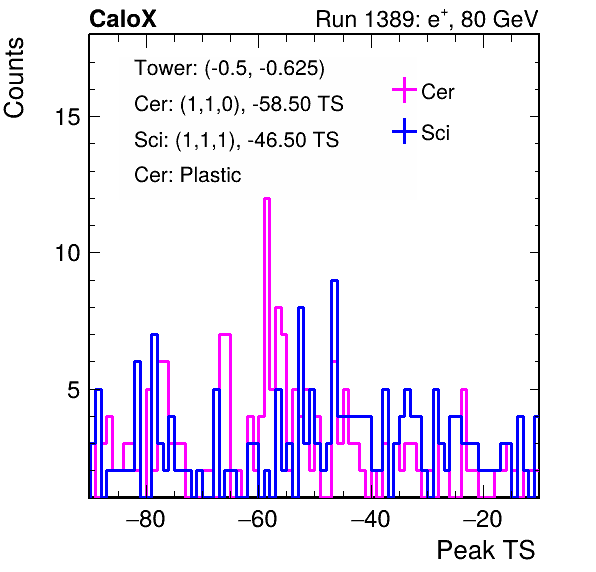 CaloX Run 1389: e⁺, 80 GeV
Counts
Tower: (-0.5, -0.625)
Cer: (1,1,0), -58.50 TS
Sci: (1,1,1), -46.50 TS
Cer: Plastic
Cer
Sci
15
10
5
−80 −60 −40 −20
Peak TS